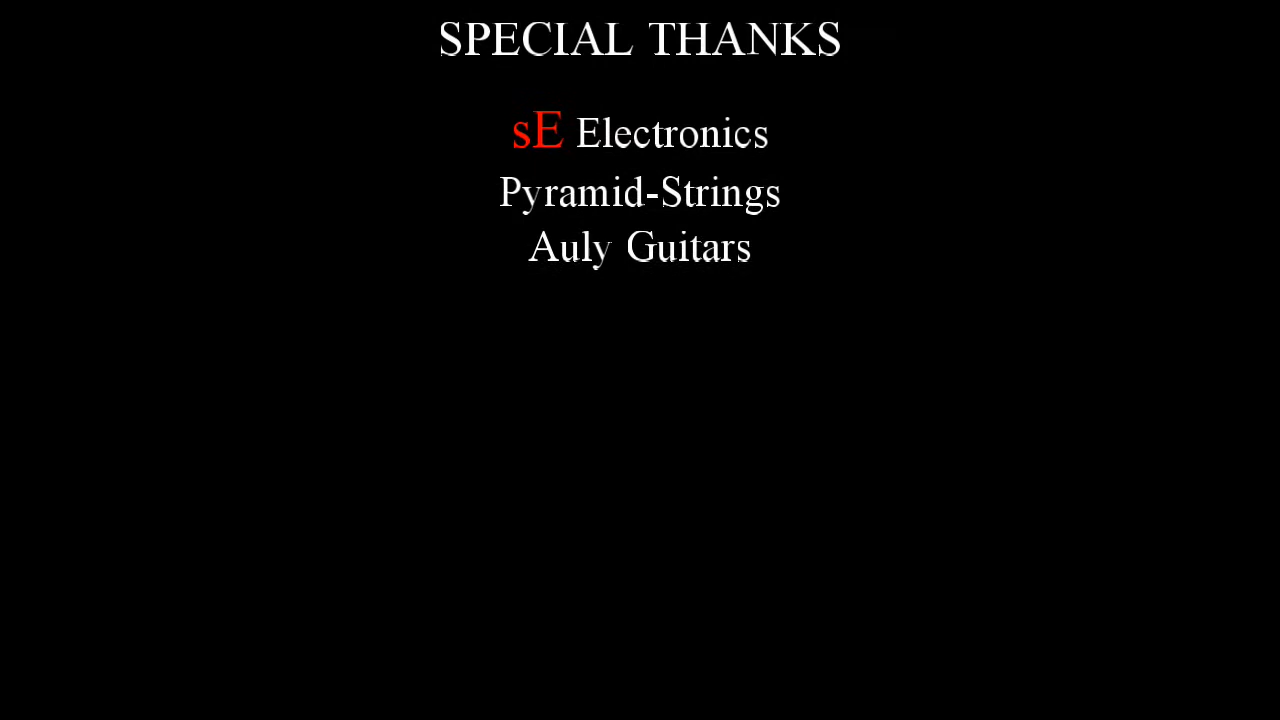 SPECIAL THANKS
sE Electronics
Pyramid-Strings
Auly Guitars